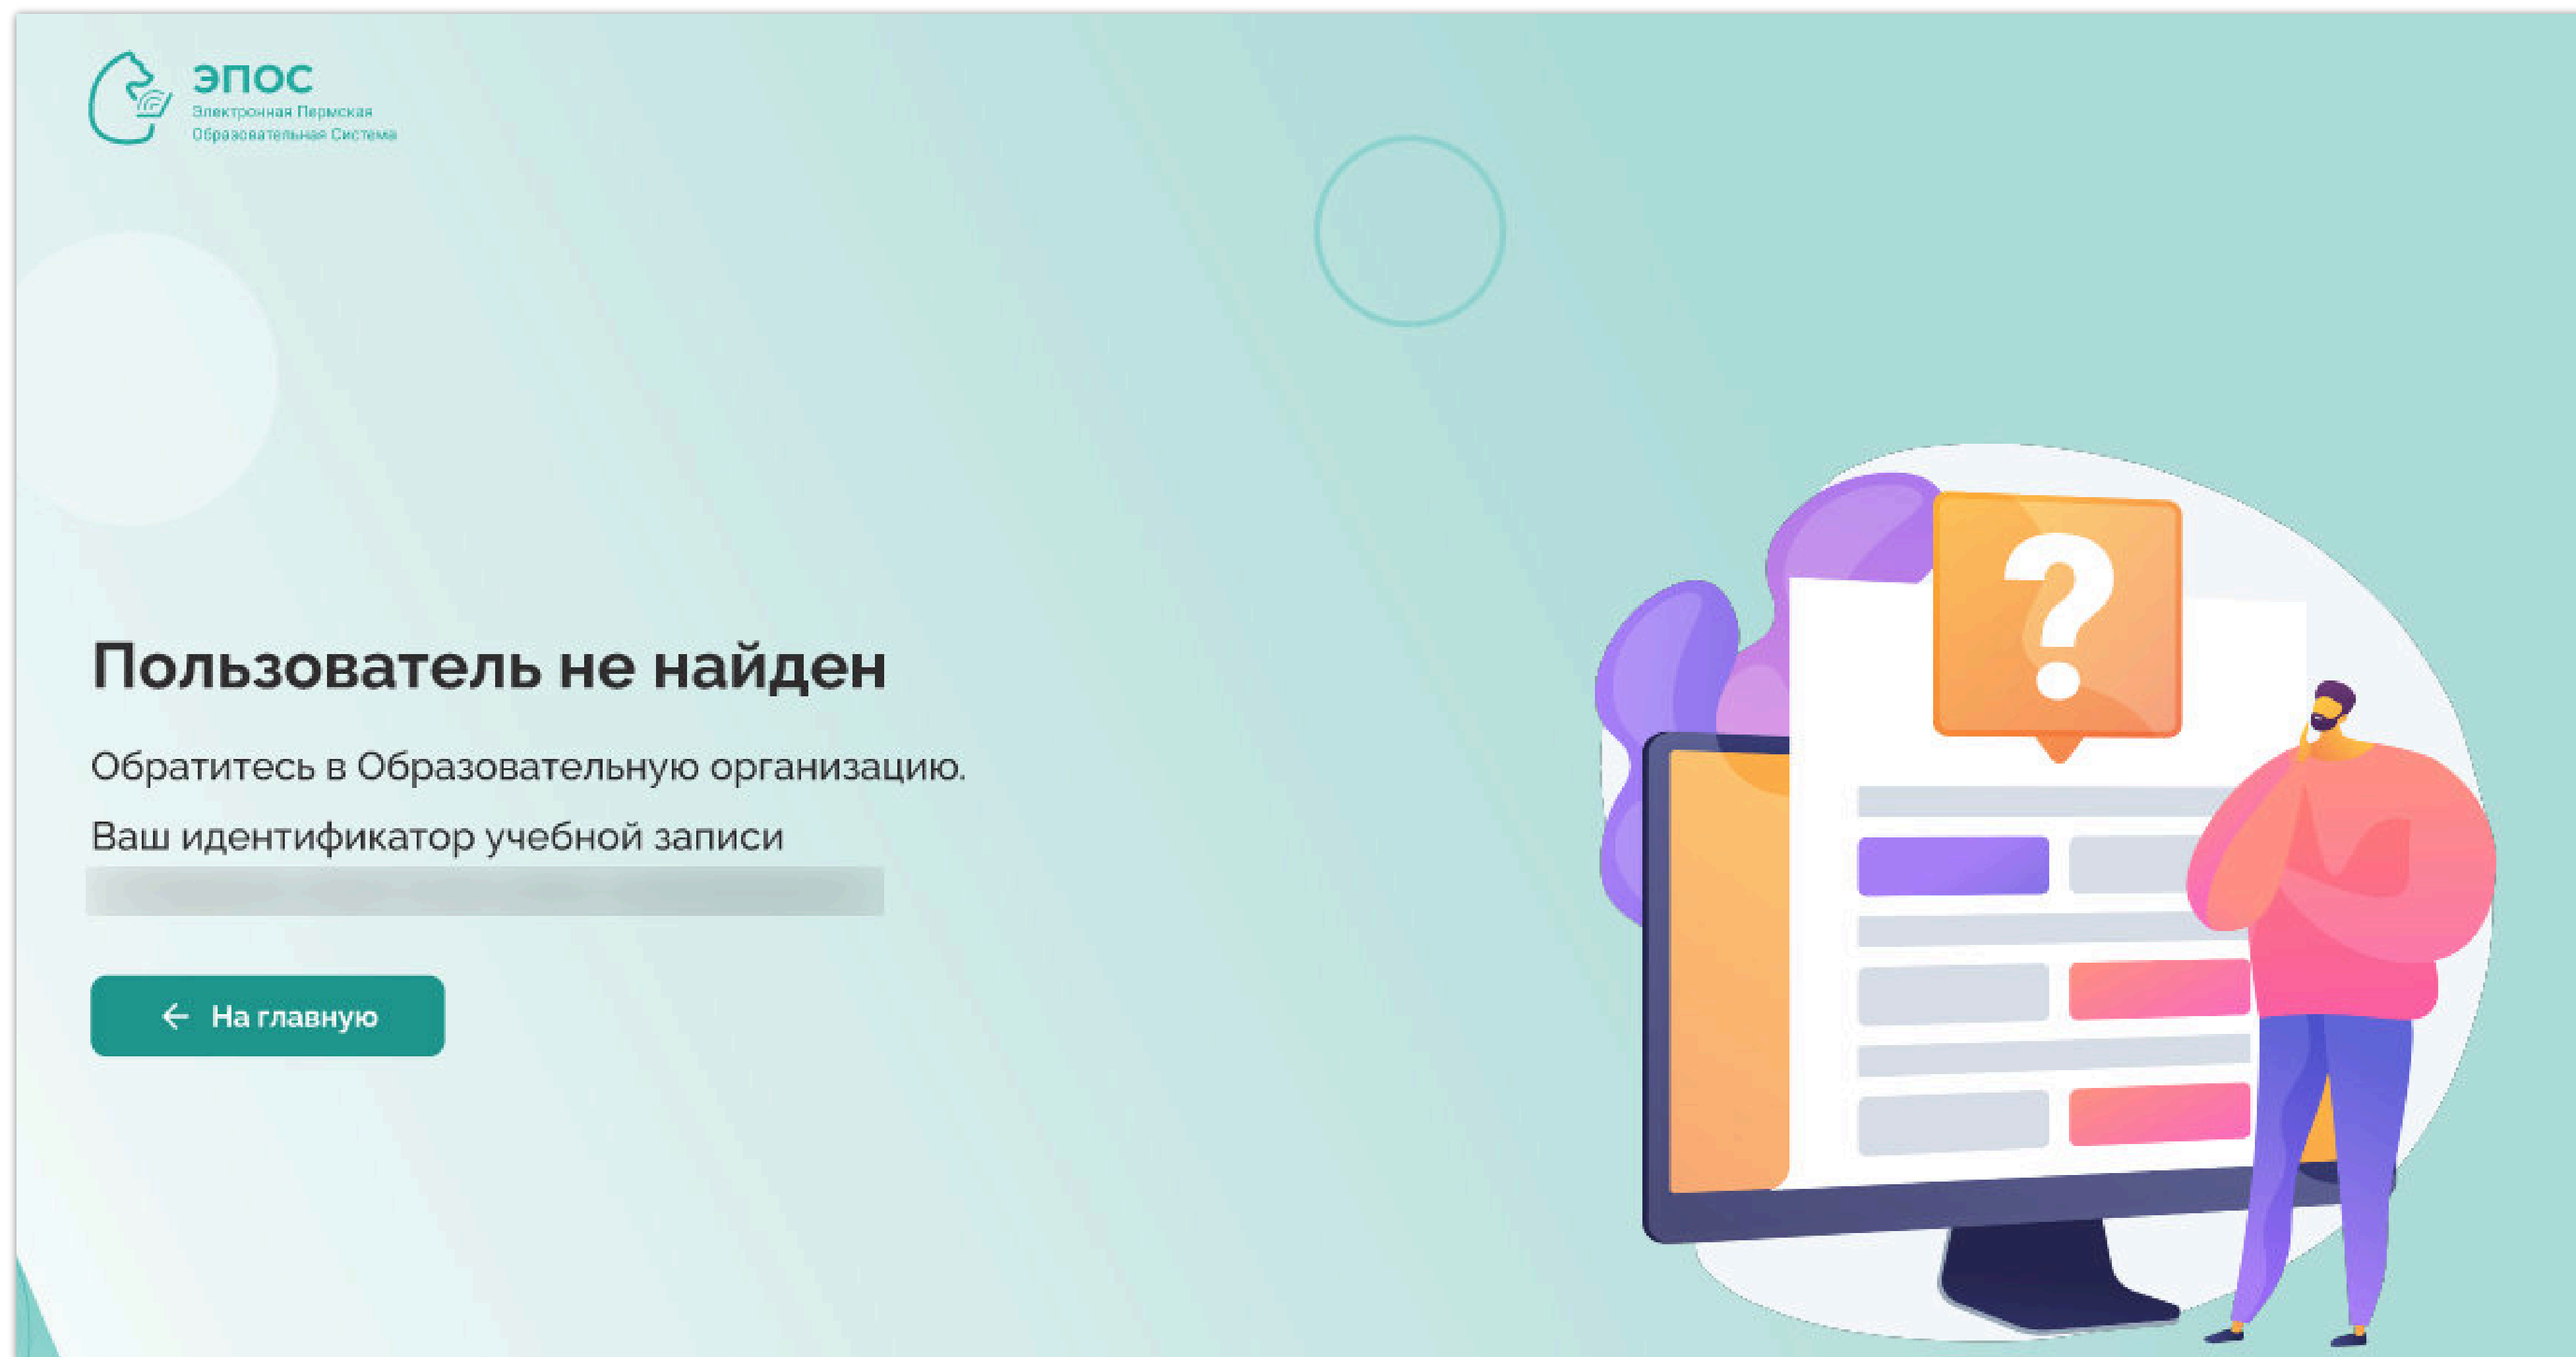 ЭПОС
Электронная Пермская
Образовательная Система
?
Пользователь не найден
Обратитесь в Образовательную организацию.
Ваш идентификатор учебной записи
← На главную